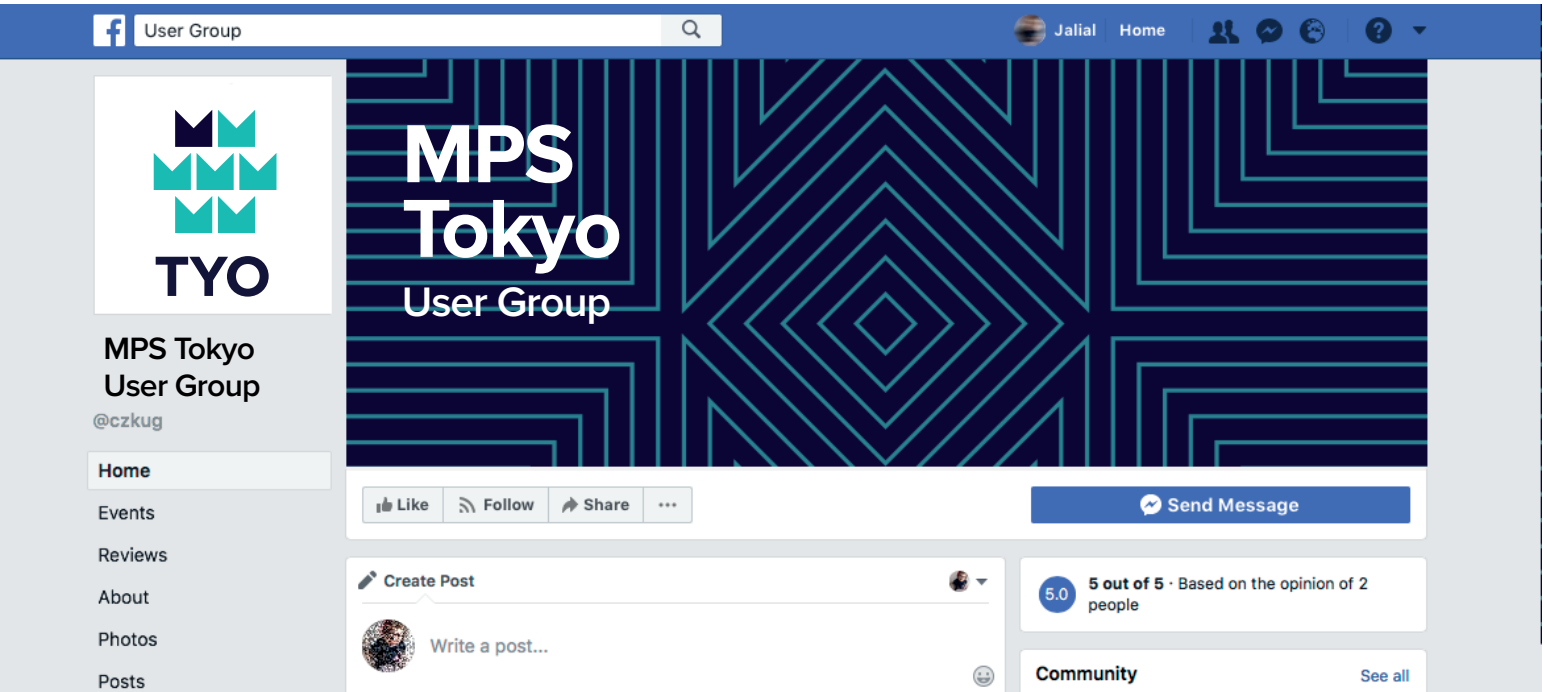 User Group
Jalial Home
TYO
MPS Tokyo
User Group
@czkug
Home
Events
Reviews
About
Photos
Posts
MPS
Tokyo
User Group
Like Follow Share
Send Message
Create Post
Write a post...
5.0
5 out of 5 · Based on the opinion of 2
people
Community See all